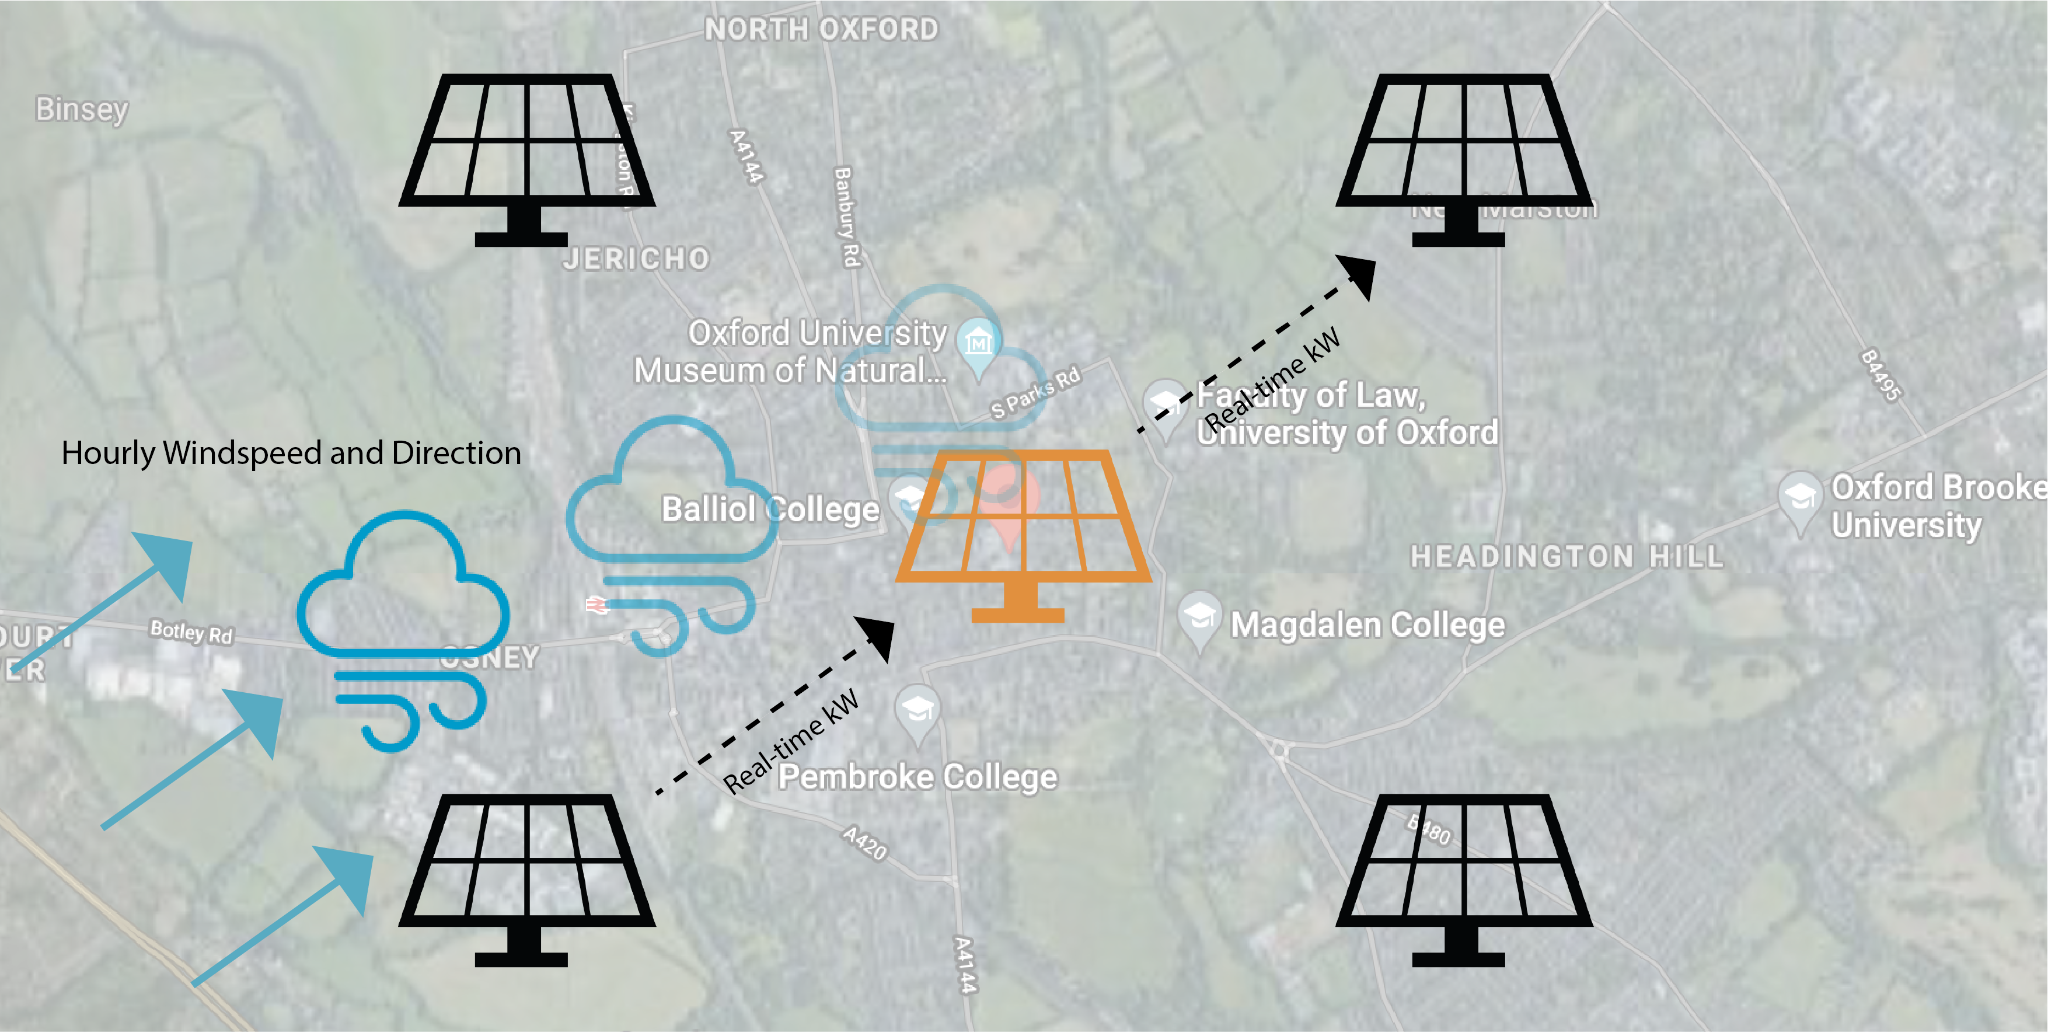 NORTH OXFORD
Binsey
A4144
Banbury Rd
JERICHO
Oxford University
Museum of Natural...
M
S Parks Rd
Real-time kW
Faculty of Law,
University of Oxford
B4495
Hourly Windspeed and Direction
Balliol College
Oxford Brooke
University
HEADINGTON HILL
Botley Rd
OSNEY
Magdalen College
Real-time kW
Pembroke College
A420
B480
A4144